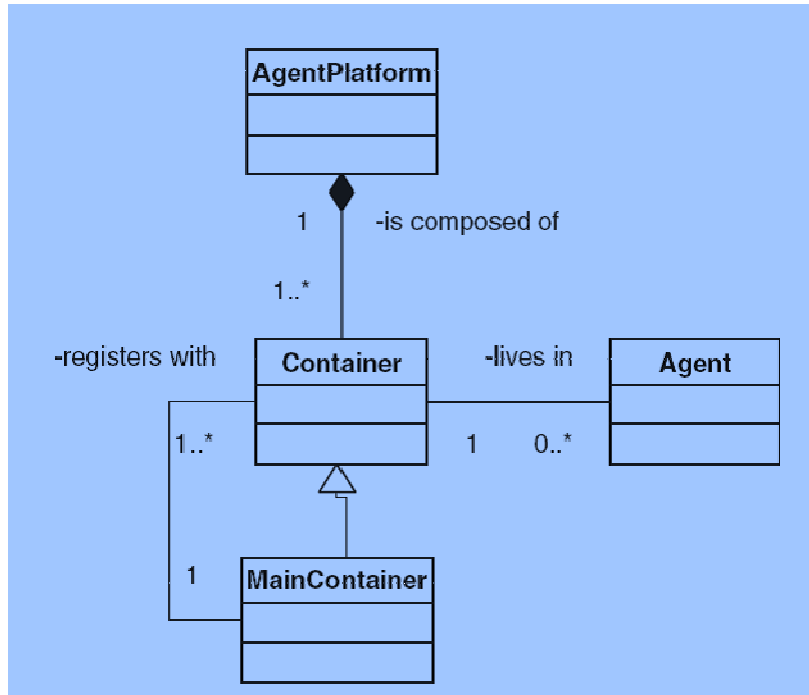 AgentPlatform
1
-is composed of
1..*
-registers with
Container
-lives in
Agent
1..*
1
0..*
1
MainContainer